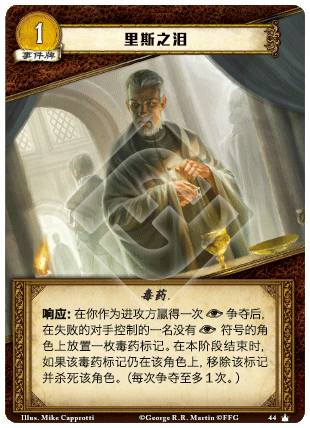 1
事件牌
里斯之泪
毒药.
响应: 在你作为进攻方赢得一次 争夺后,
在失败的对手控制的一名没有 符号的角
色上放置一枚毒药标记。在本阶段结束时,
如果该毒药标记仍在该角色上, 移除该标记
并杀死该角色。(每次争夺至多 1 次。)
Illus. Mike Capprotti ©George R.R. Martin ©FFG 44